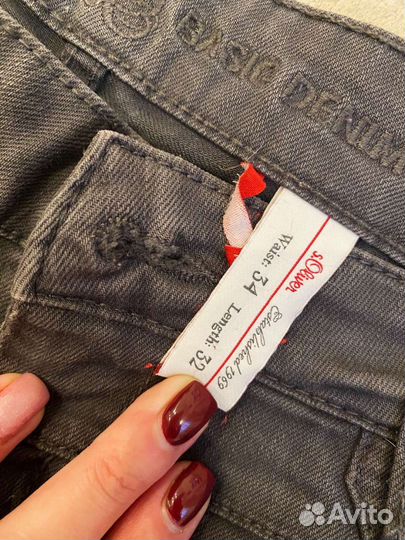 BASIC DENIM
s.Oliver
Established 1969
Waist: 34 Length: 32
Avito